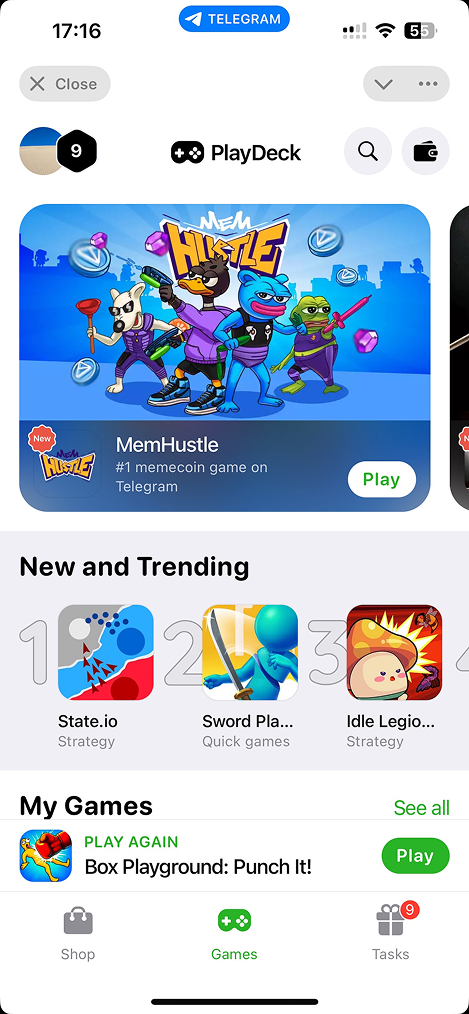 17:16
TELEGRAM
55
Close
9
PlayDeck
MEM
HUSTLE
New
MEM
HUSTLE
MemHustle
#1 memecoin game on
Telegram
Play
New and Trending
1
2
3
State.io
Strategy
Sword Pla...
Quick games
Idle Legio...
Strategy
My Games
See all
PLAY AGAIN
Box Playground: Punch It!
Play
Shop
Games
9
Tasks